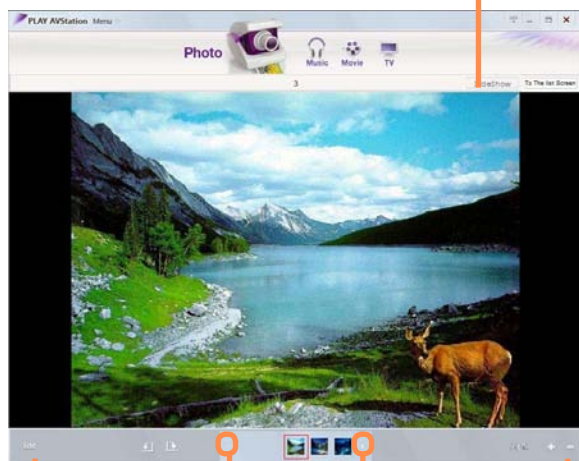 PLAY AVStation Menu
Photo
Music Movie TV
3
To The list Screen